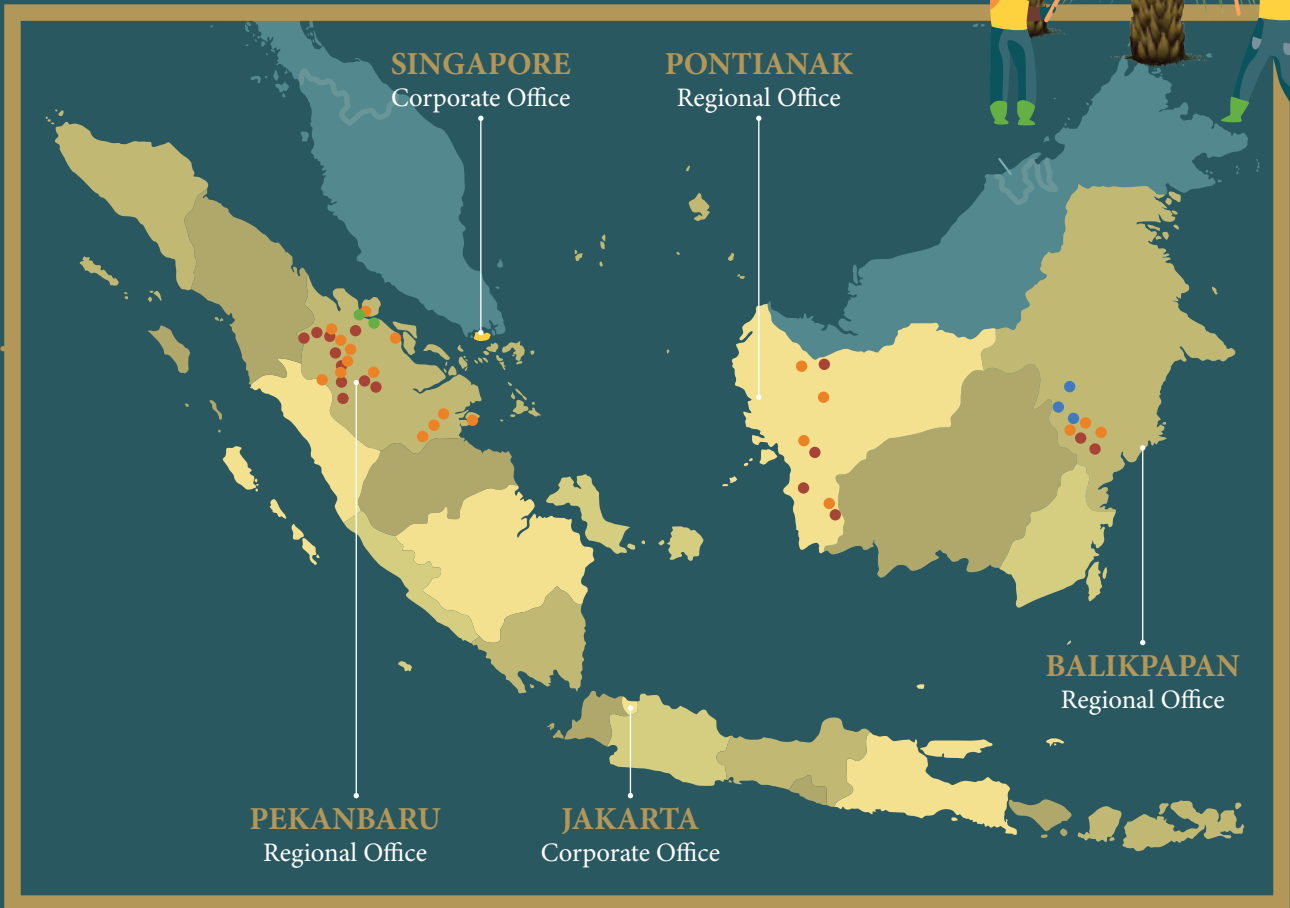 SINGAPORE
Corporate Office
PONTIANAK
Regional Office
BALIKPAPAN
Regional Office
PEKANBARU
Regional Office
JAKARTA
Corporate Office